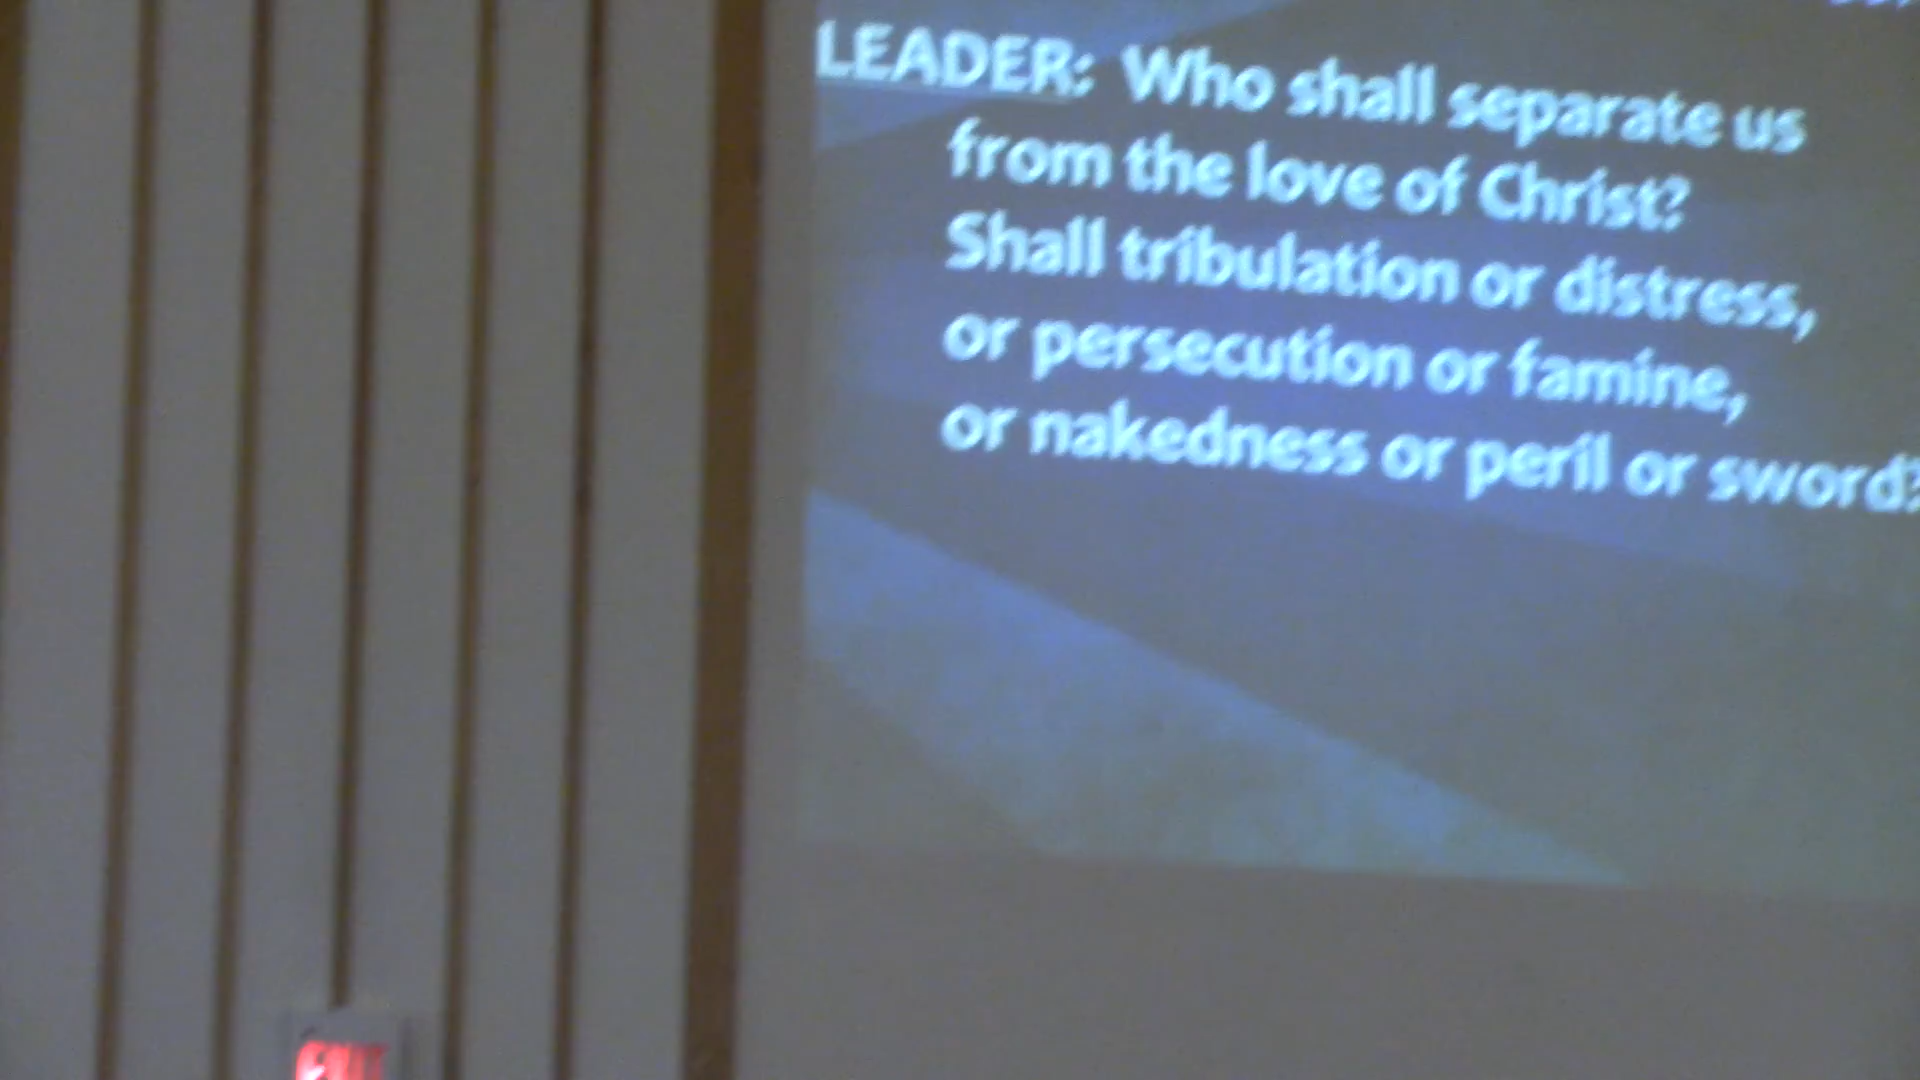 LEADER: Who shall separate us
from the love of Christ?
Shall tribulation or distress,
or persecution or famine,
or nakedness or peril or sword?
EXIT